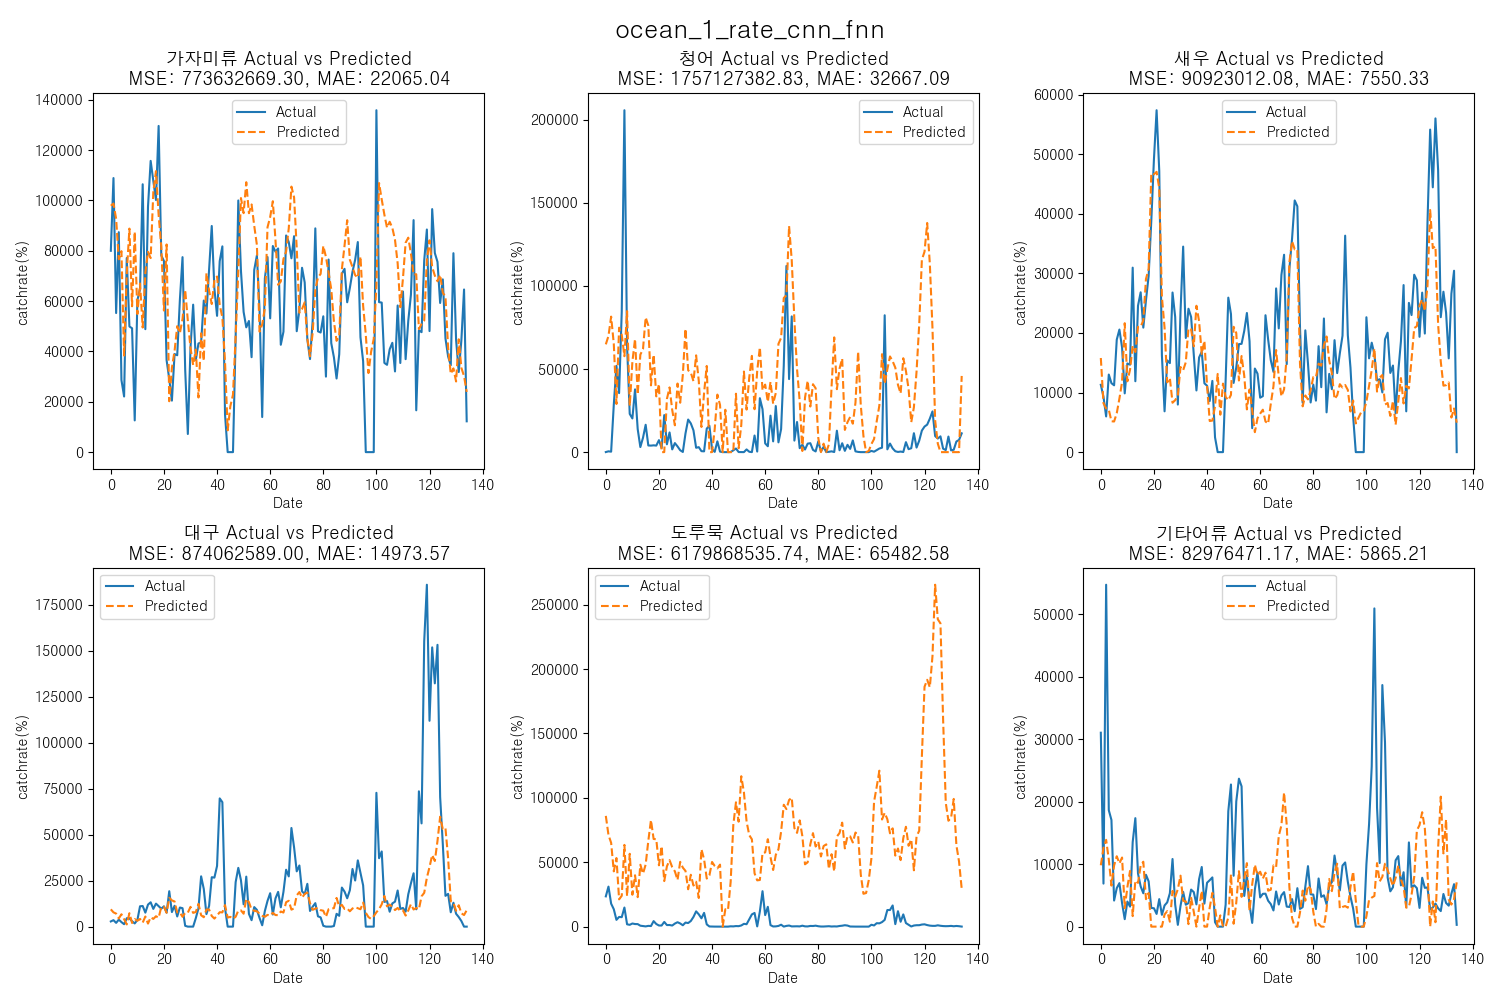 ocean_1_rate_cnn_fnn
가자미류 Actual vs Predicted
MSE: 773632669.30, MAE: 22065.04
Actual
Predicted
catchrate(%)
140000
120000
100000
80000
60000
40000
20000
0
0 20 40 60 80 100 120 140
Date
청어 Actual vs Predicted
MSE: 1757127382.83, MAE: 32667.09
Actual
Predicted
catchrate(%)
200000
150000
100000
50000
0
0 20 40 60 80 100 120 140
Date
새우 Actual vs Predicted
MSE: 90923012.08, MAE: 7550.33
Actual
Predicted
catchrate(%)
60000
50000
40000
30000
20000
10000
0
0 20 40 60 80 100 120 140
Date
대구 Actual vs Predicted
MSE: 874062589.00, MAE: 14973.57
Actual
Predicted
catchrate(%)
175000
150000
125000
100000
75000
50000
25000
0
0 20 40 60 80 100 120 140
Date
도루묵 Actual vs Predicted
MSE: 6179868535.74, MAE: 65482.58
Actual
Predicted
catchrate(%)
250000
200000
150000
100000
50000
0
0 20 40 60 80 100 120 140
Date
기타어류 Actual vs Predicted
MSE: 82976471.17, MAE: 5865.21
Actual
Predicted
catchrate(%)
50000
40000
30000
20000
10000
0
0 20 40 60 80 100 120 140
Date